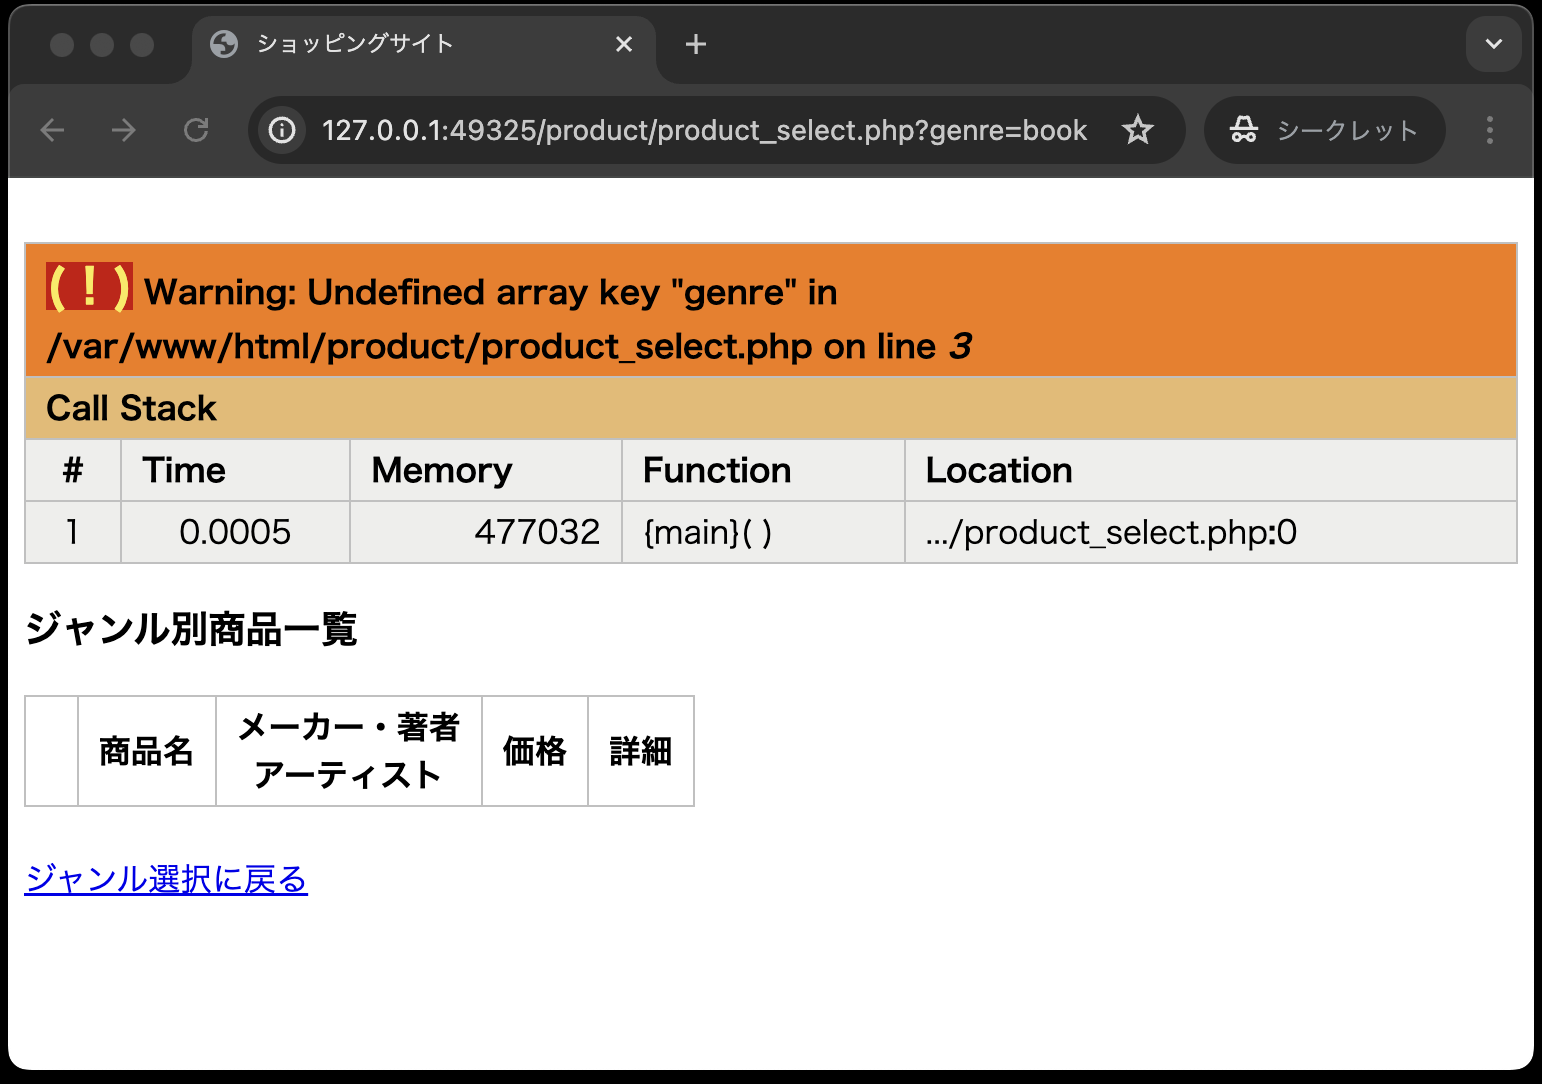 ショッピングサイト
127.0.0.1:49325/product/product_select.php?genre=book
シークレット
(!) Warning: Undefined array key "genre" in
/var/www/html/product/product_select.php on line 3
Call Stack
# Time Memory Function Location
1 0.0005 477032 {main}( ) .../product_select.php:0
ジャンル別商品一覧
商品名 メーカー・著者 価格 詳細
アーティスト
ジャンル選択に戻る